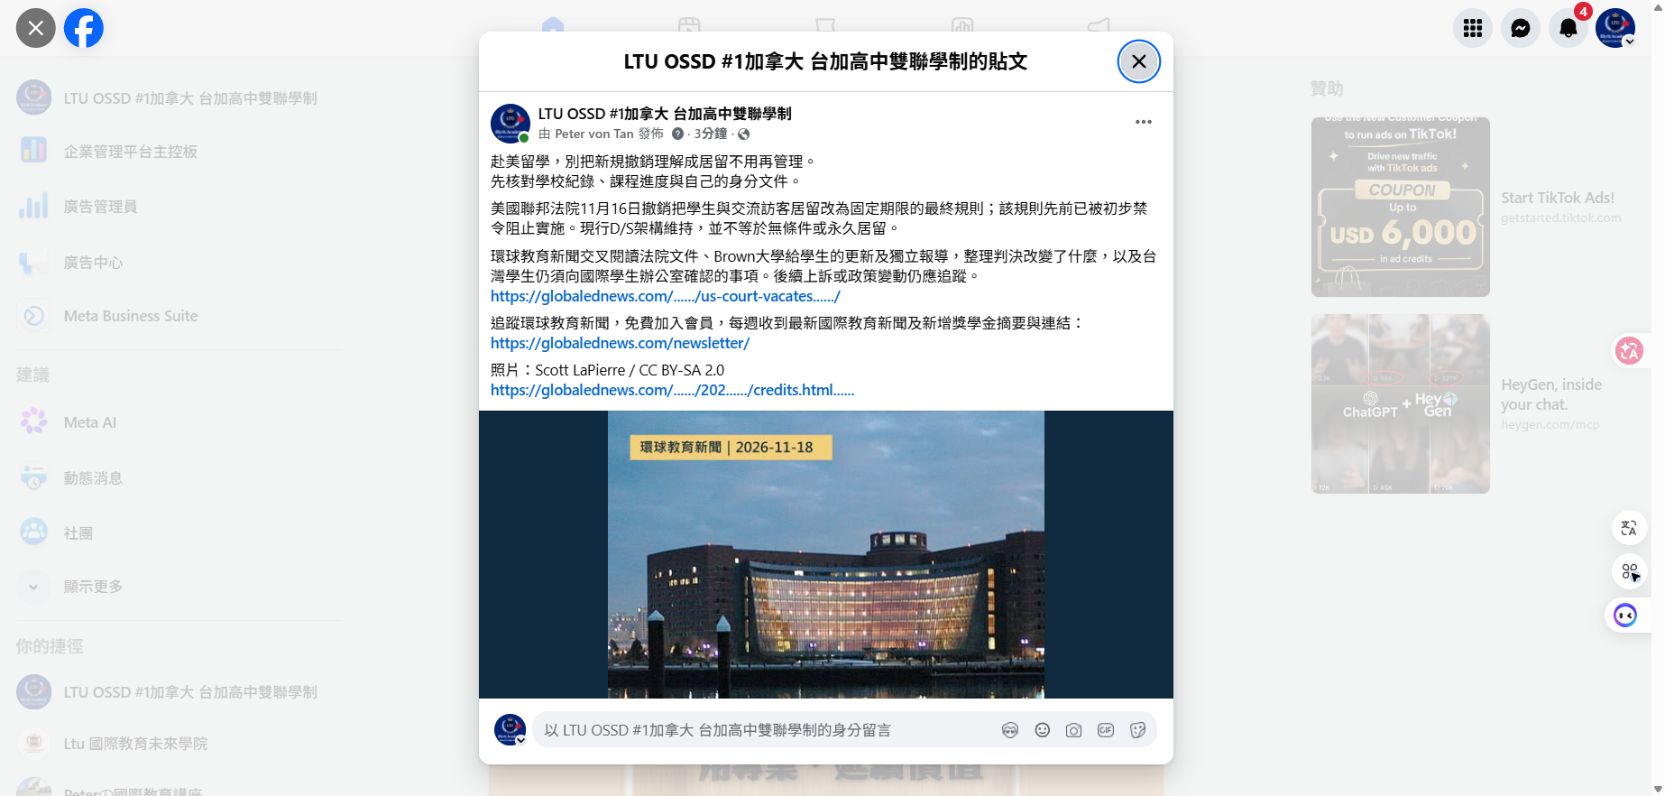 4
LTU OSSD #1加拿大 台加高中雙聯學制的貼文
LTU OSSD #1加拿大 台加高中雙聯學制
由 Peter von Tan 發佈 · 3分鐘 ·
赴美留學，別把新規撤銷理解成居留不用再管理。
先核對學校紀錄、課程進度與自己的身分文件。
美國聯邦法院11月16日撤銷把學生與交流訪客居留改為固定期限的最終規則；該規則先前已被初步禁
令阻止實施。現行D/S架構維持，並不等於無條件或永久居留。
環球教育新聞交叉閱讀法院文件、Brown大學給學生的更新及獨立報導，整理判決改變了什麼，以及台
灣學生仍須向國際學生辦公室確認的事項。後續上訴或政策變動仍應追蹤。
https://globalednews.com/....../us-court-vacates....../
追蹤環球教育新聞，免費加入會員，每週收到最新國際教育新聞及新增獎學金摘要與連結：
https://globalednews.com/newsletter/
照片：Scott LaPierre / CC BY-SA 2.0
https://globalednews.com/....../202....../credits.html......
環球教育新聞｜2026-11-18
以 LTU OSSD #1加拿大 台加高中雙聯學制的身分留言
GIF
LTU OSSD #1加拿大 台加高中雙聯學制
企業管理平台主控板
廣告管理員
廣告中心
Meta Business Suite
建議
Meta AI
動態消息
社團
顯示更多
你的捷徑
LTU OSSD #1加拿大 台加高中雙聯學制
Ltu 國際教育未來學院
Peterの國際教育講座
贊助
Use the New Customer Coupon
to run ads on TikTok!
Drive new traffic
with TikTok ads
COUPON
Up to
USD 6,000
in ad credits
Start TikTok Ads!
getstarted.tiktok.com
ChatGPT + HeyGen
HeyGen, inside
your chat.
heygen.com/mcp